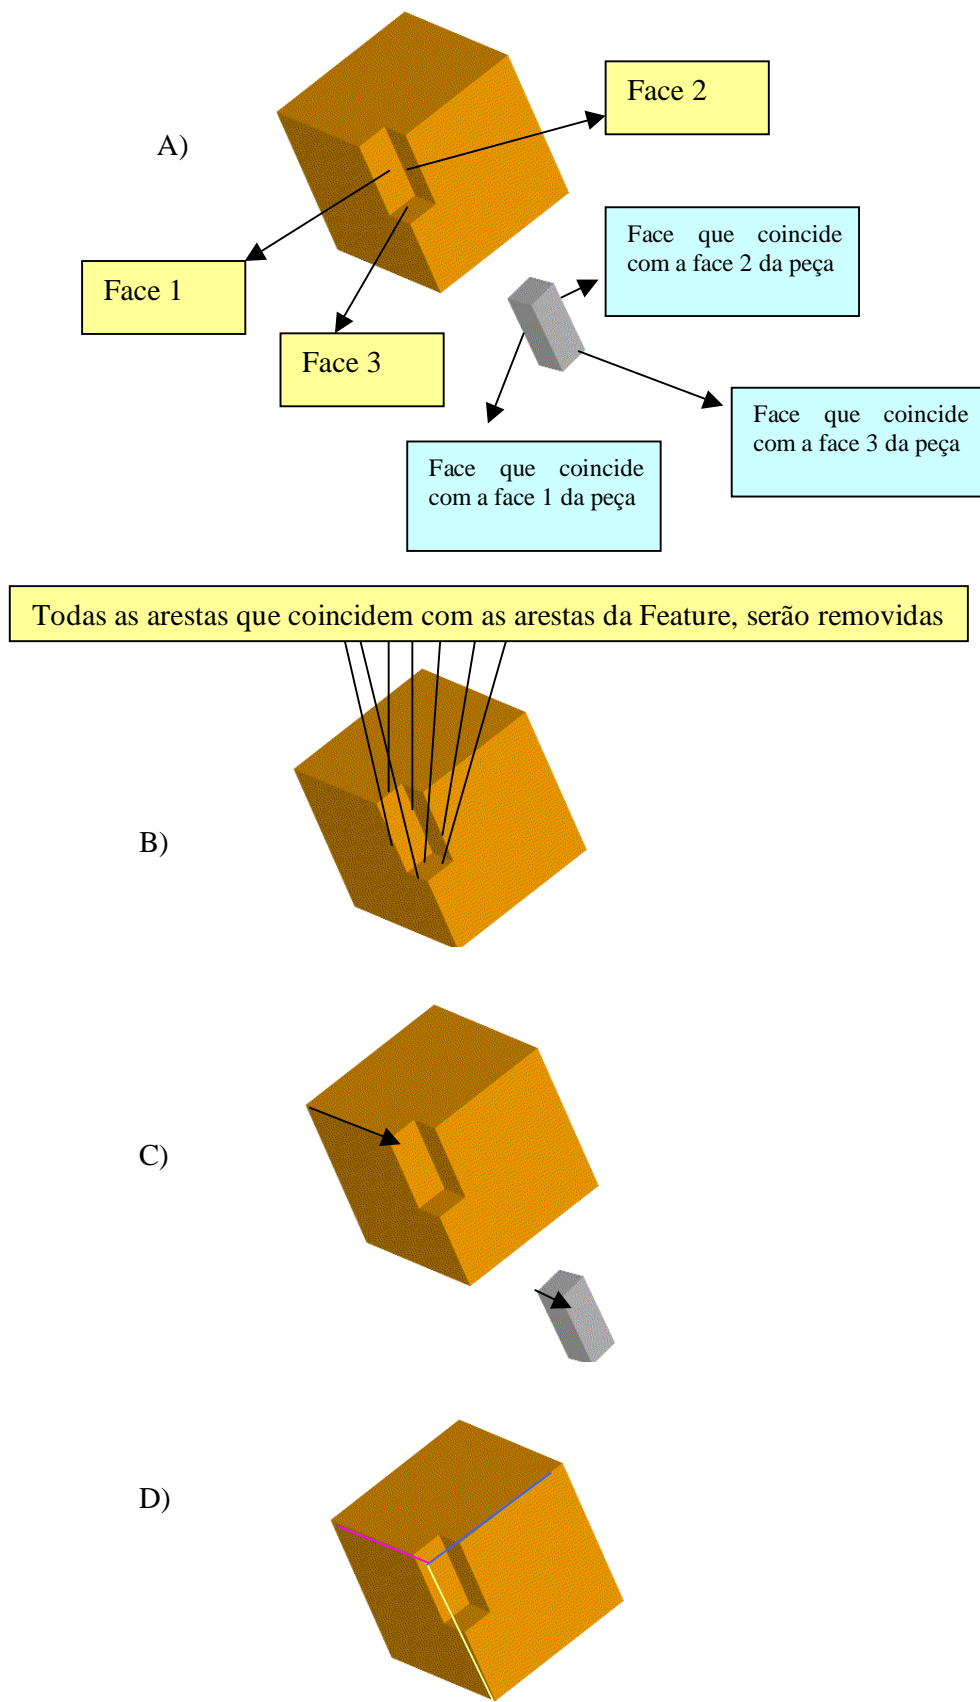 Face 2
A)
Face que coincide
com a face 2 da peça
Face 1
Face 3
Face que coincide
com a face 3 da peça
Face que coincide
com a face 1 da peça
Todas as arestas que coincidem com as arestas da Feature, serão removidas
B)
C)
D)